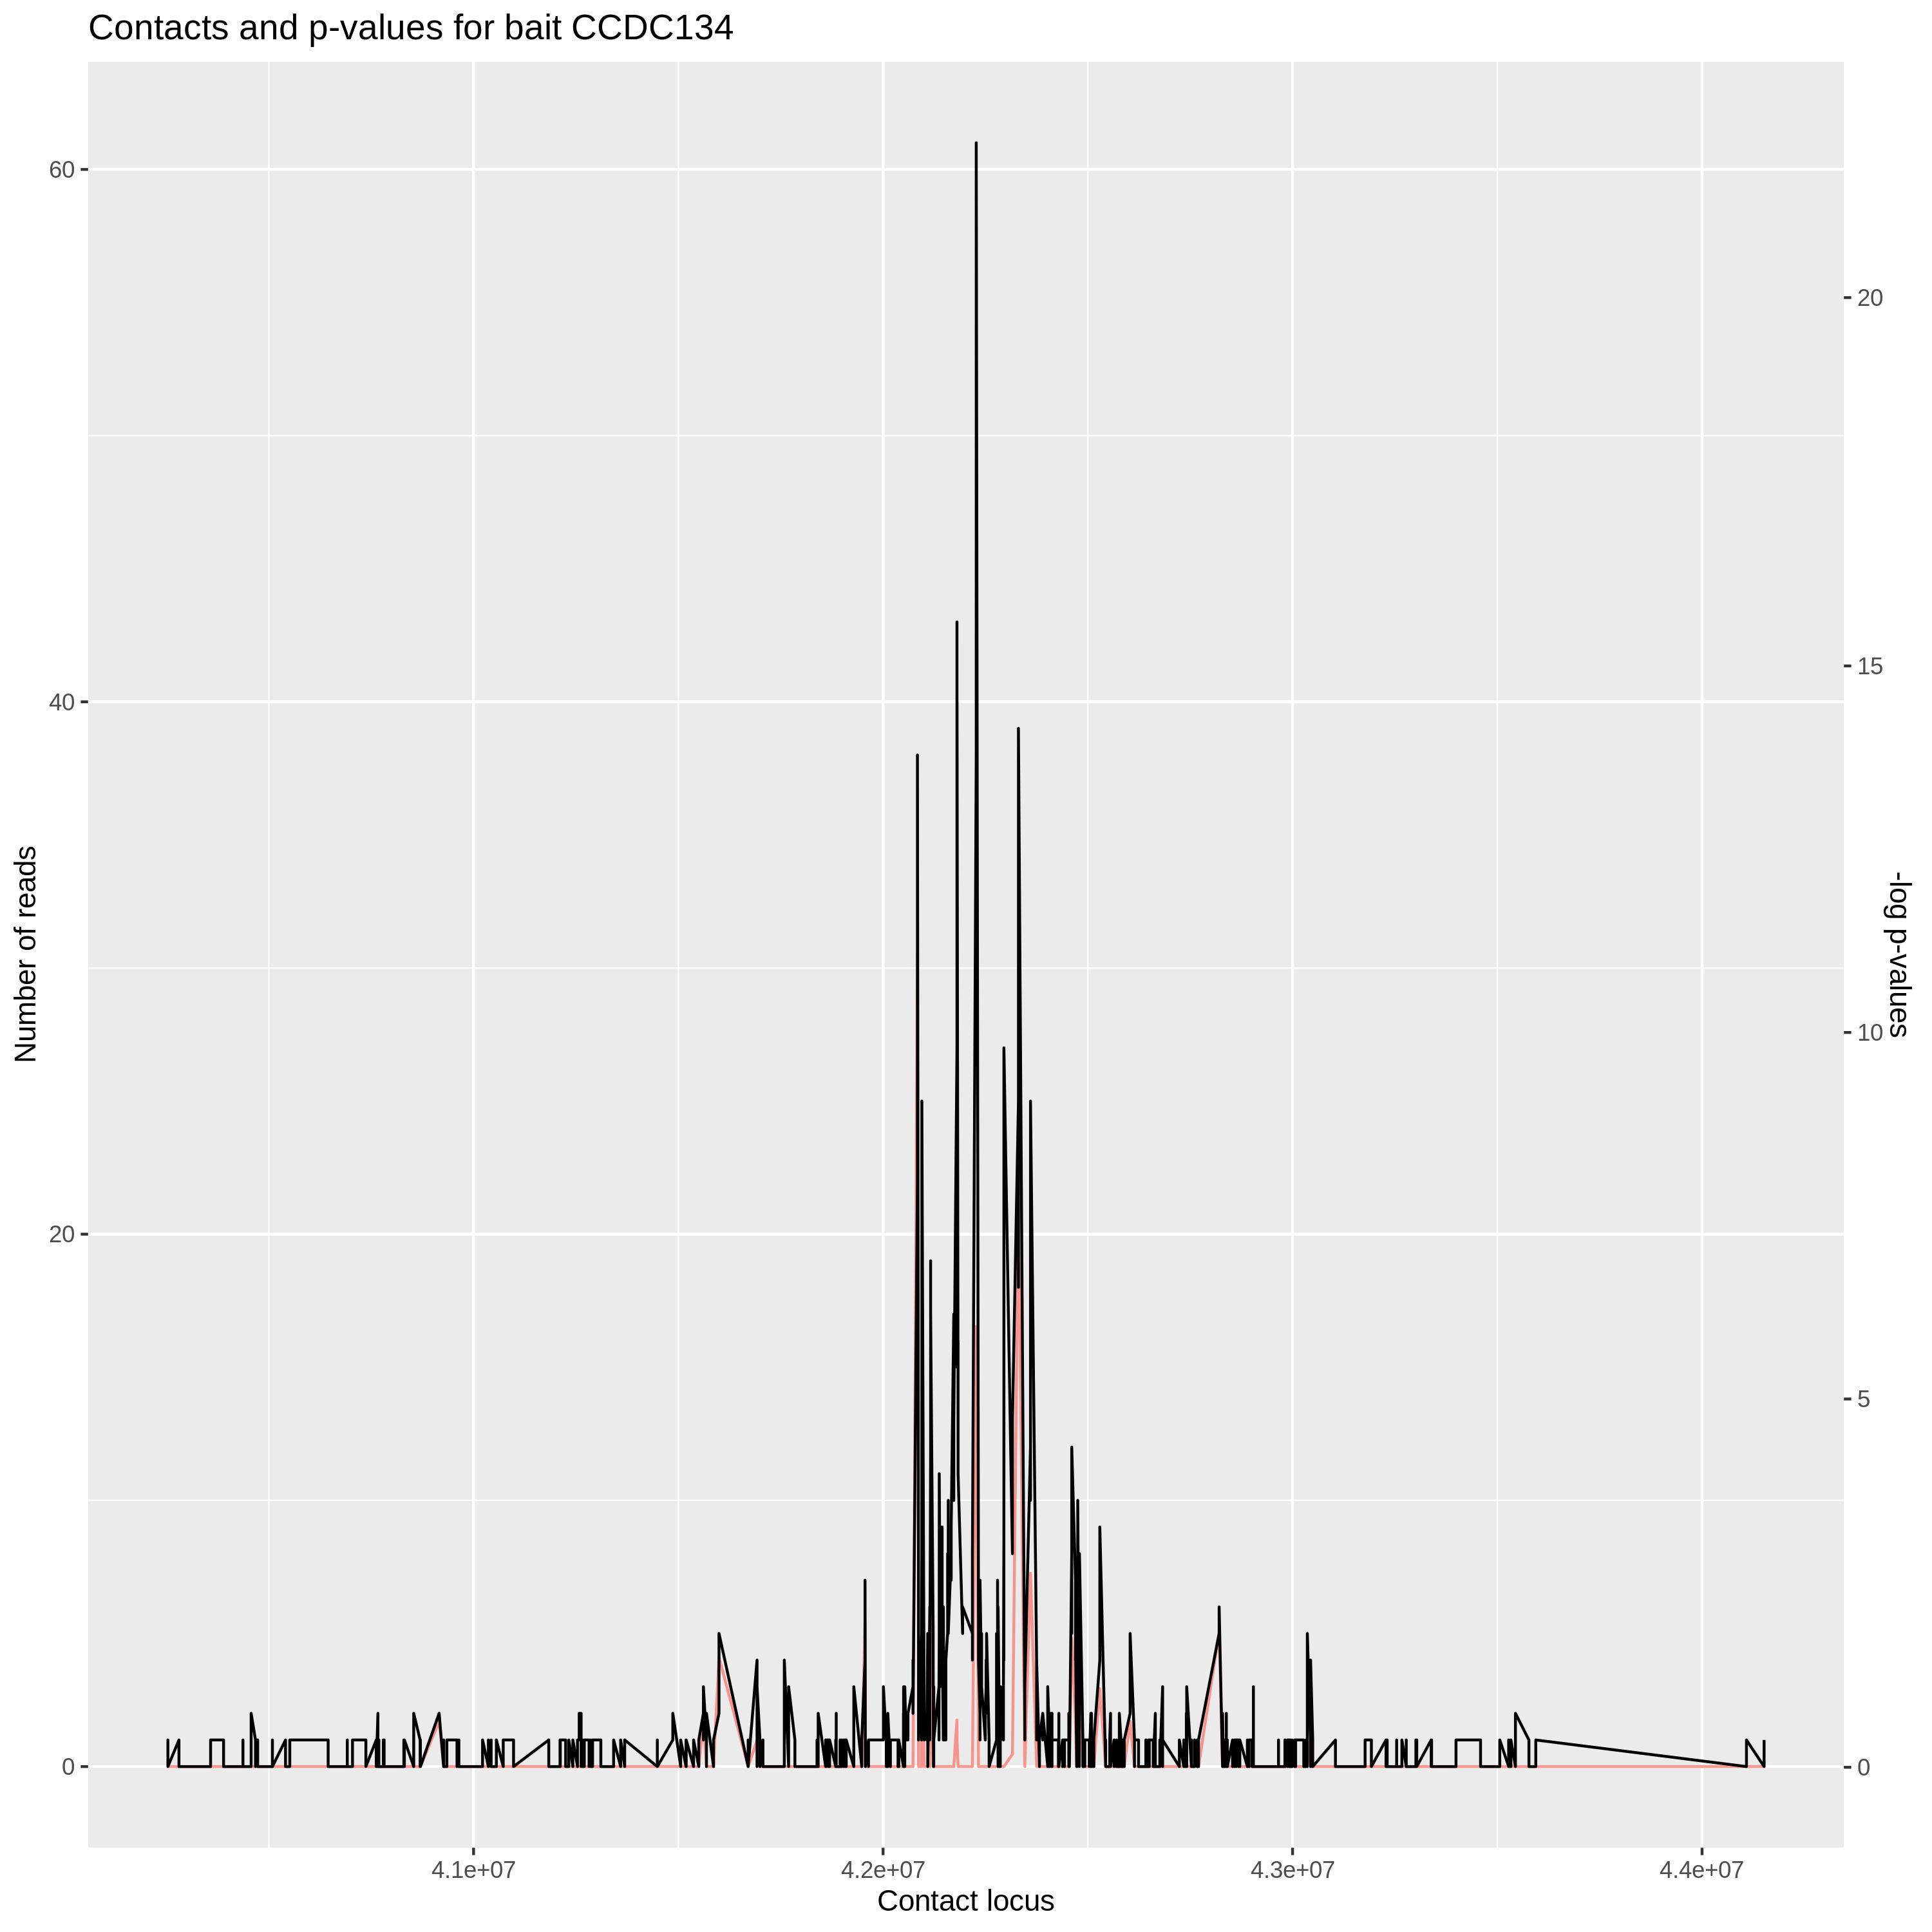 Contacts and p-values for bait CCDC134
Number of reads
60
40
20
0
-log p-values
20
15
10
5
0
4.1e+07
4.2e+07
4.3e+07
4.4e+07
Contact locus